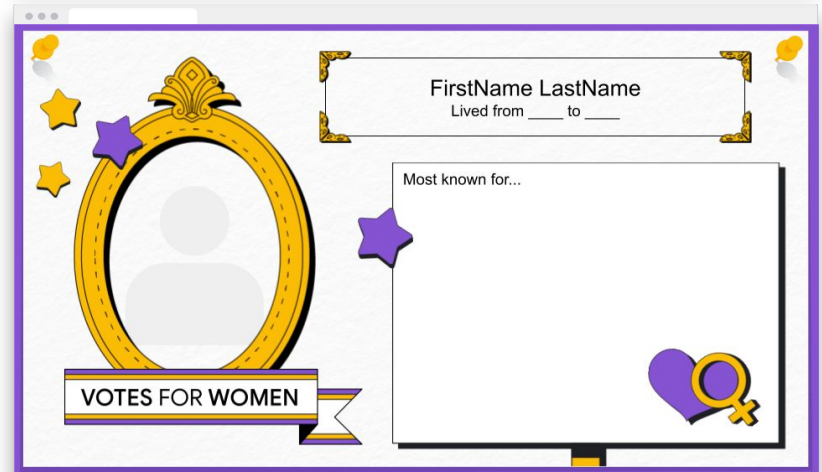 FirstName LastName
Lived from ____ to ____
Most known for...
VOTES FOR WOMEN